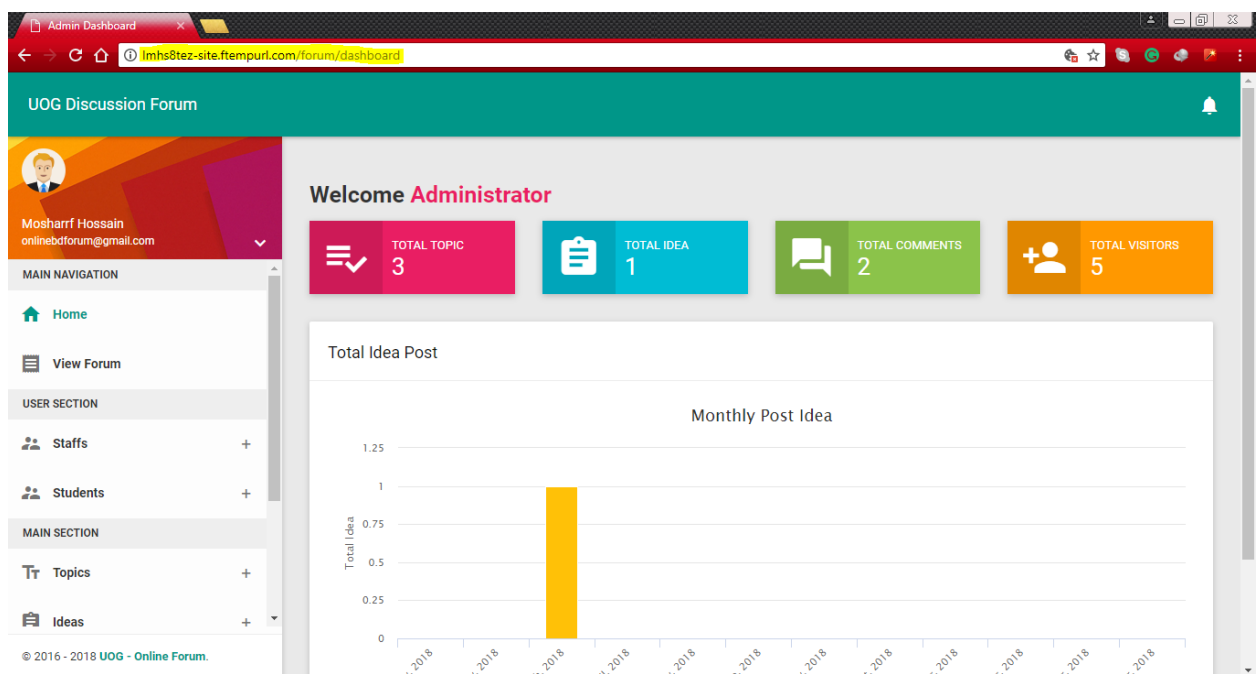 Admin Dashboard
lmhs8tez-site.ftempurl.com/forum/dashboard
UOG Discussion Forum
Mosharrf Hossain
onlinebdforum@gmail.com
MAIN NAVIGATION
Home
View Forum
USER SECTION
Staffs +
Students +
MAIN SECTION
Topics +
Ideas +
© 2016 - 2018 UOG - Online Forum.
Welcome Administrator
TOTAL TOPIC
3
TOTAL IDEA
1
TOTAL COMMENTS
2
TOTAL VISITORS
5
Total Idea Post
Monthly Post Idea
Total Idea
1.25
1
0.75
0.5
0.25
0
2018 2018 2018 2018 2018 2018 2018 2018 2018 2018 2018 2018